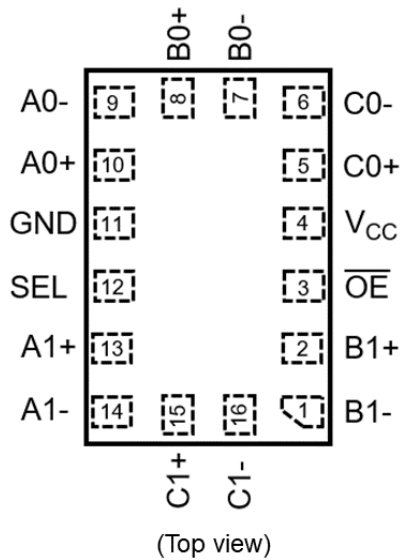 B0+ B0-
A0- 9 8 7 6 C0-
A0+ 10 5 C0+
GND 11 4 VCC
SEL 12 3 O̅E̅
A1+ 13 2 B1+
A1- 14 15 16 1 B1-
C1+ C1-
(Top view)